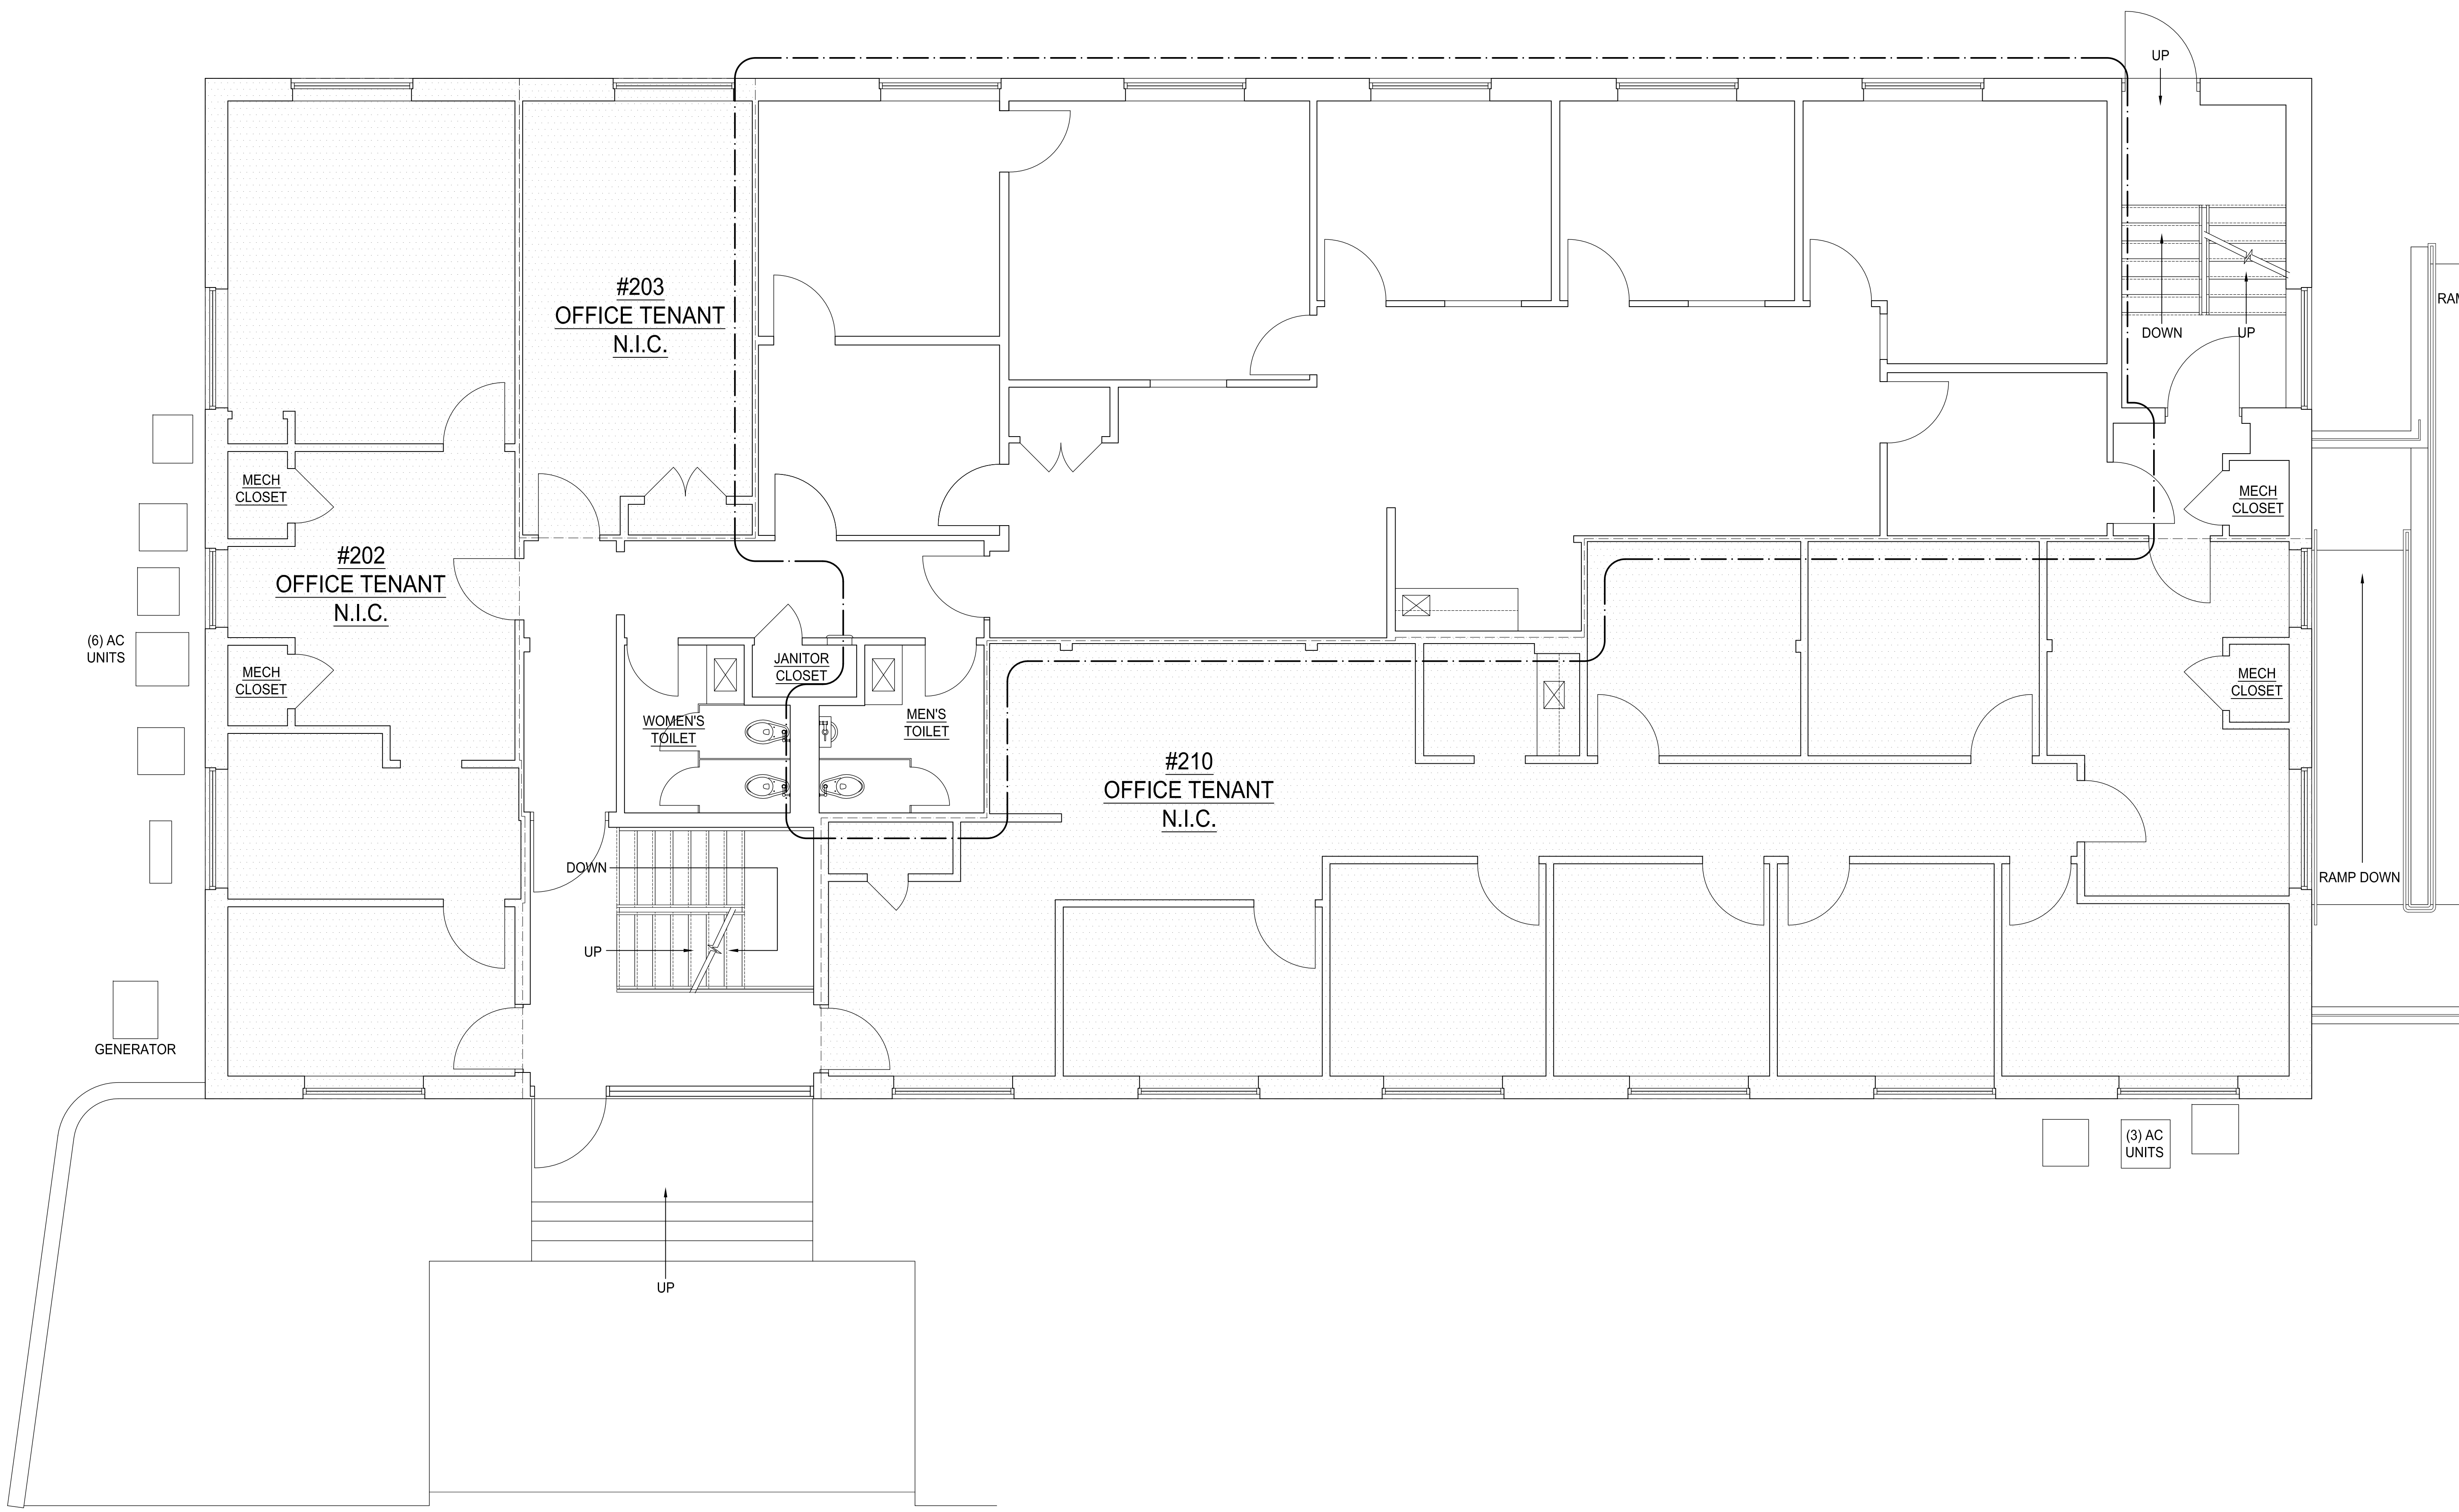 UP
#203
OFFICE TENANT
N.I.C.
RAM
DOWN
UP
MECH
CLOSET
MECH
CLOSET
#202
OFFICE TENANT
N.I.C.
(6) AC
UNITS
MECH
CLOSET
JANITOR
CLOSET
MECH
CLOSET
WOMEN'S
TOILET
MEN'S
TOILET
#210
OFFICE TENANT
N.I.C.
DOWN
RAMP DOWN
UP
GENERATOR
(3) AC
UNITS
UP